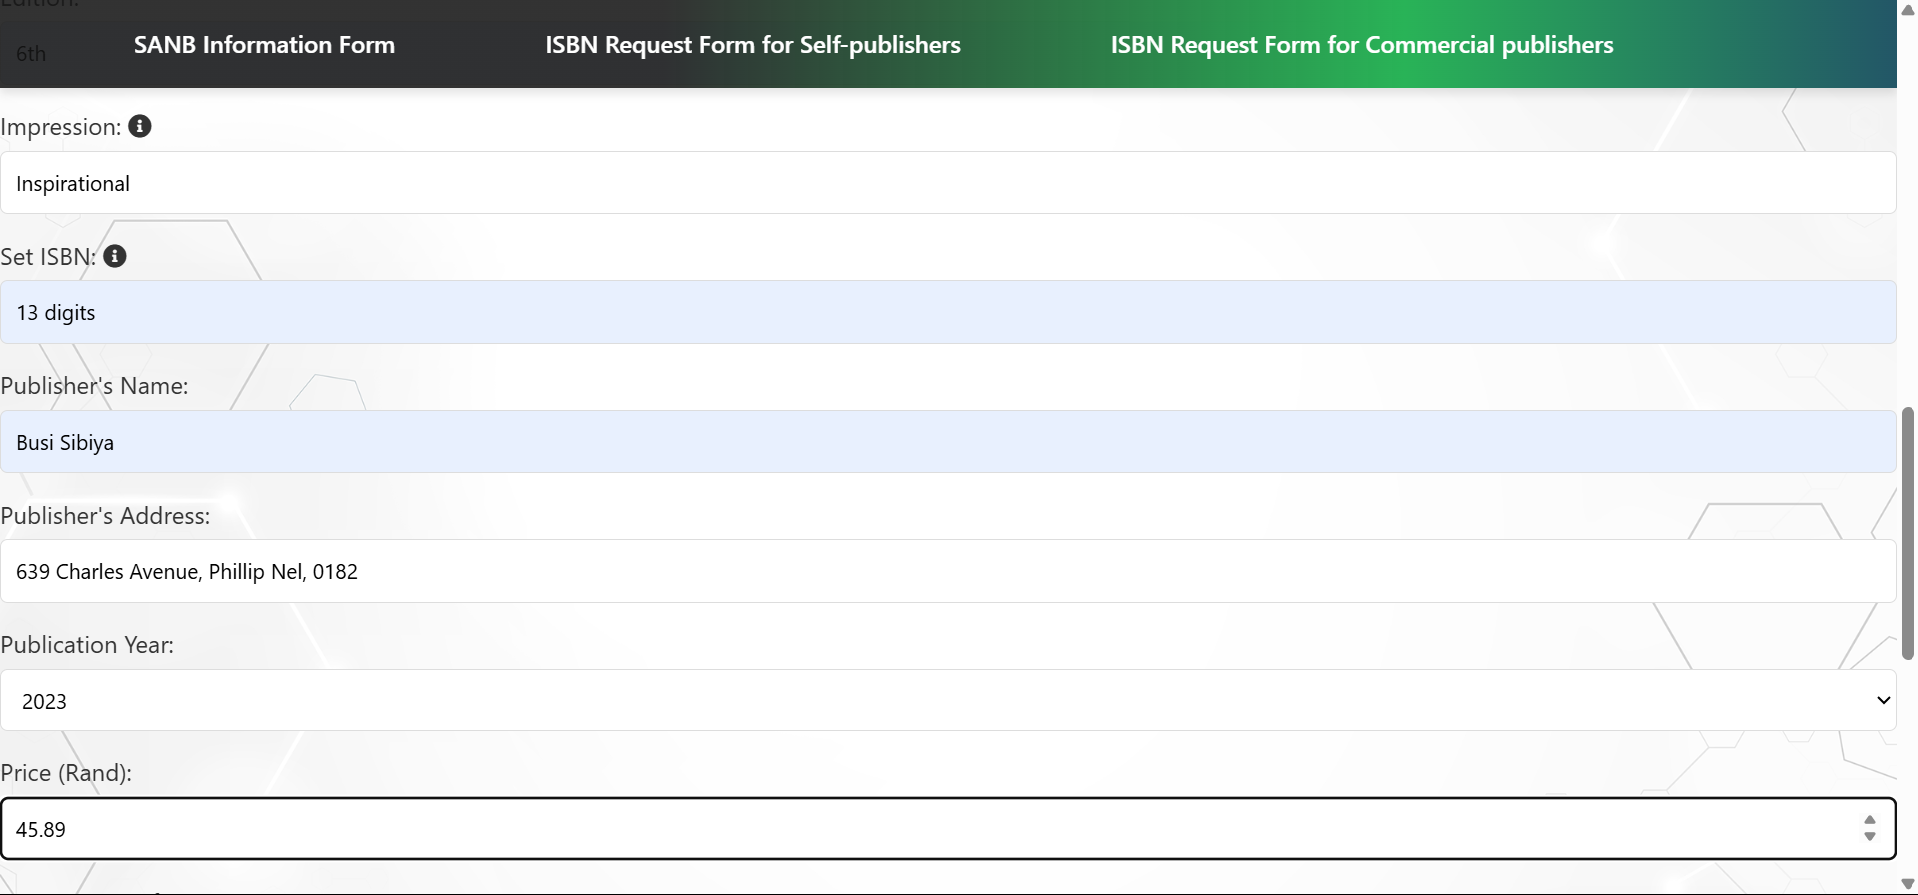 Edition:
6th
SANB Information Form
ISBN Request Form for Self-publishers
ISBN Request Form for Commercial publishers
Impression:
Inspirational
Set ISBN:
13 digits
Publisher's Name:
Busi Sibiya
Publisher's Address:
639 Charles Avenue, Phillip Nel, 0182
Publication Year:
2023
Price (Rand):
45.89